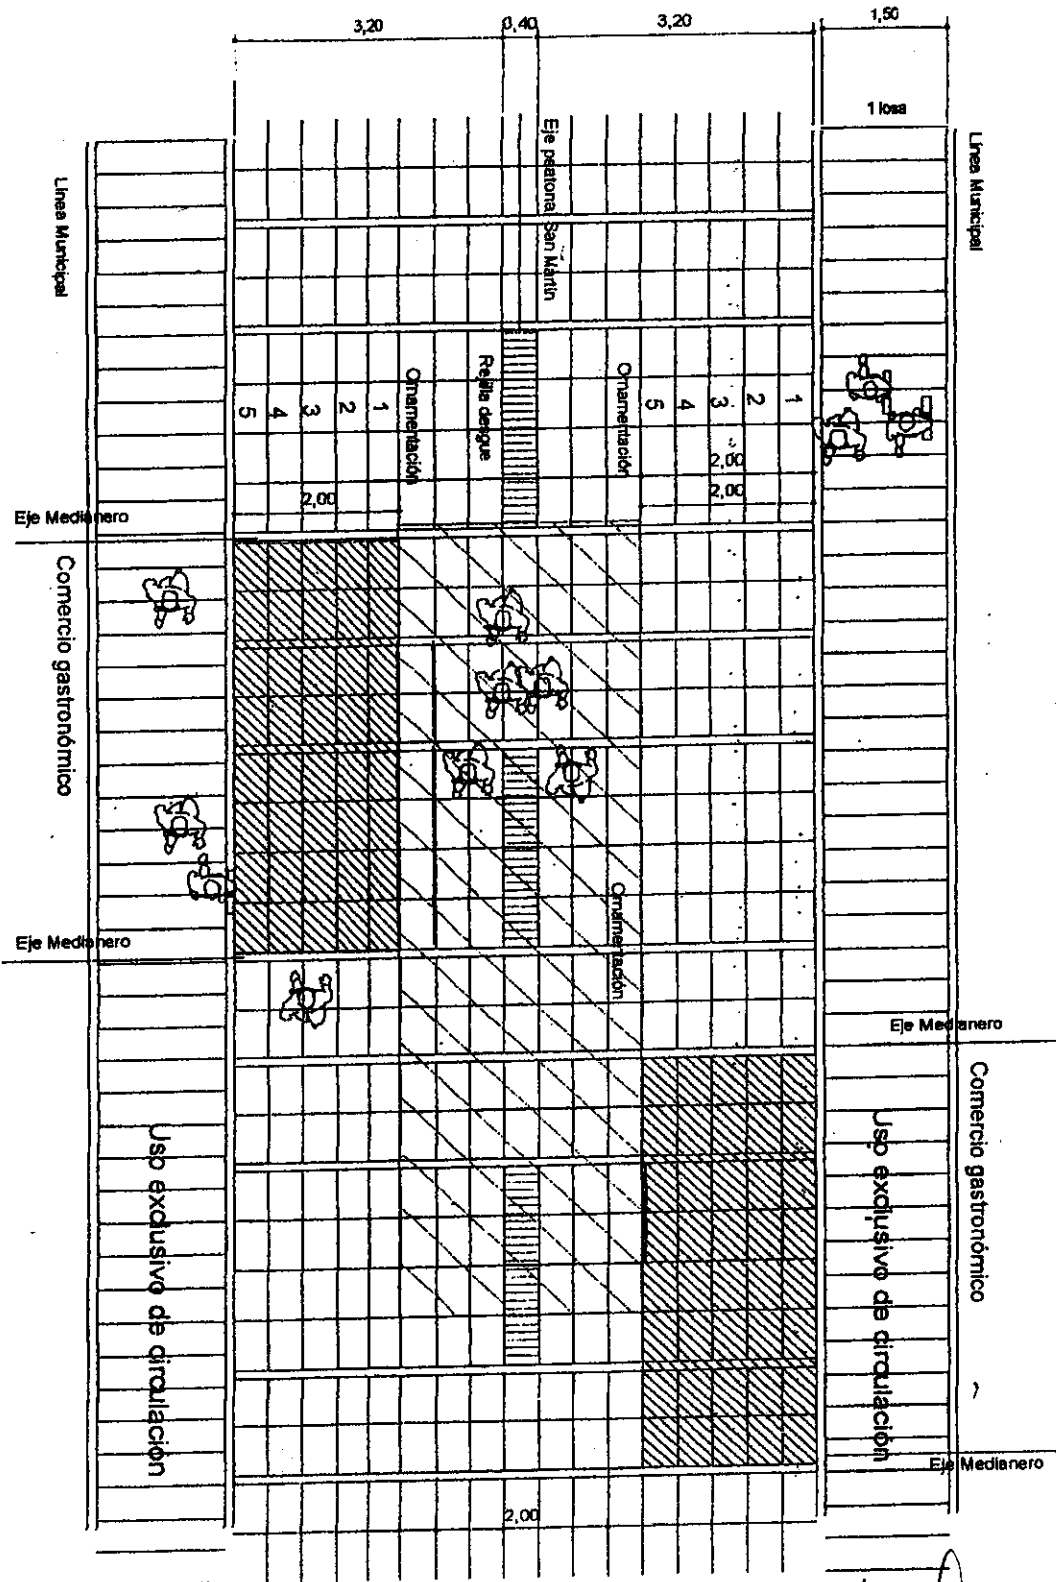 3,20
0,40
3,20
1,50
1 losa
Línea Municipal
Línea Municipal
Eje peatonal San Martín
Ornamentación
Rejilla desgue
Ornamentación
5
4
3
2
1
5
4
3
2
1
2,00
2,00
2,00
Eje Medianero
Comercio gastronómico
Ornamentación
Eje Medianero
Eje Medianero
Comercio gastronómico
Uso exclusivo de circulación
Uso exclusivo de circulación
Eje Medianero
2,00